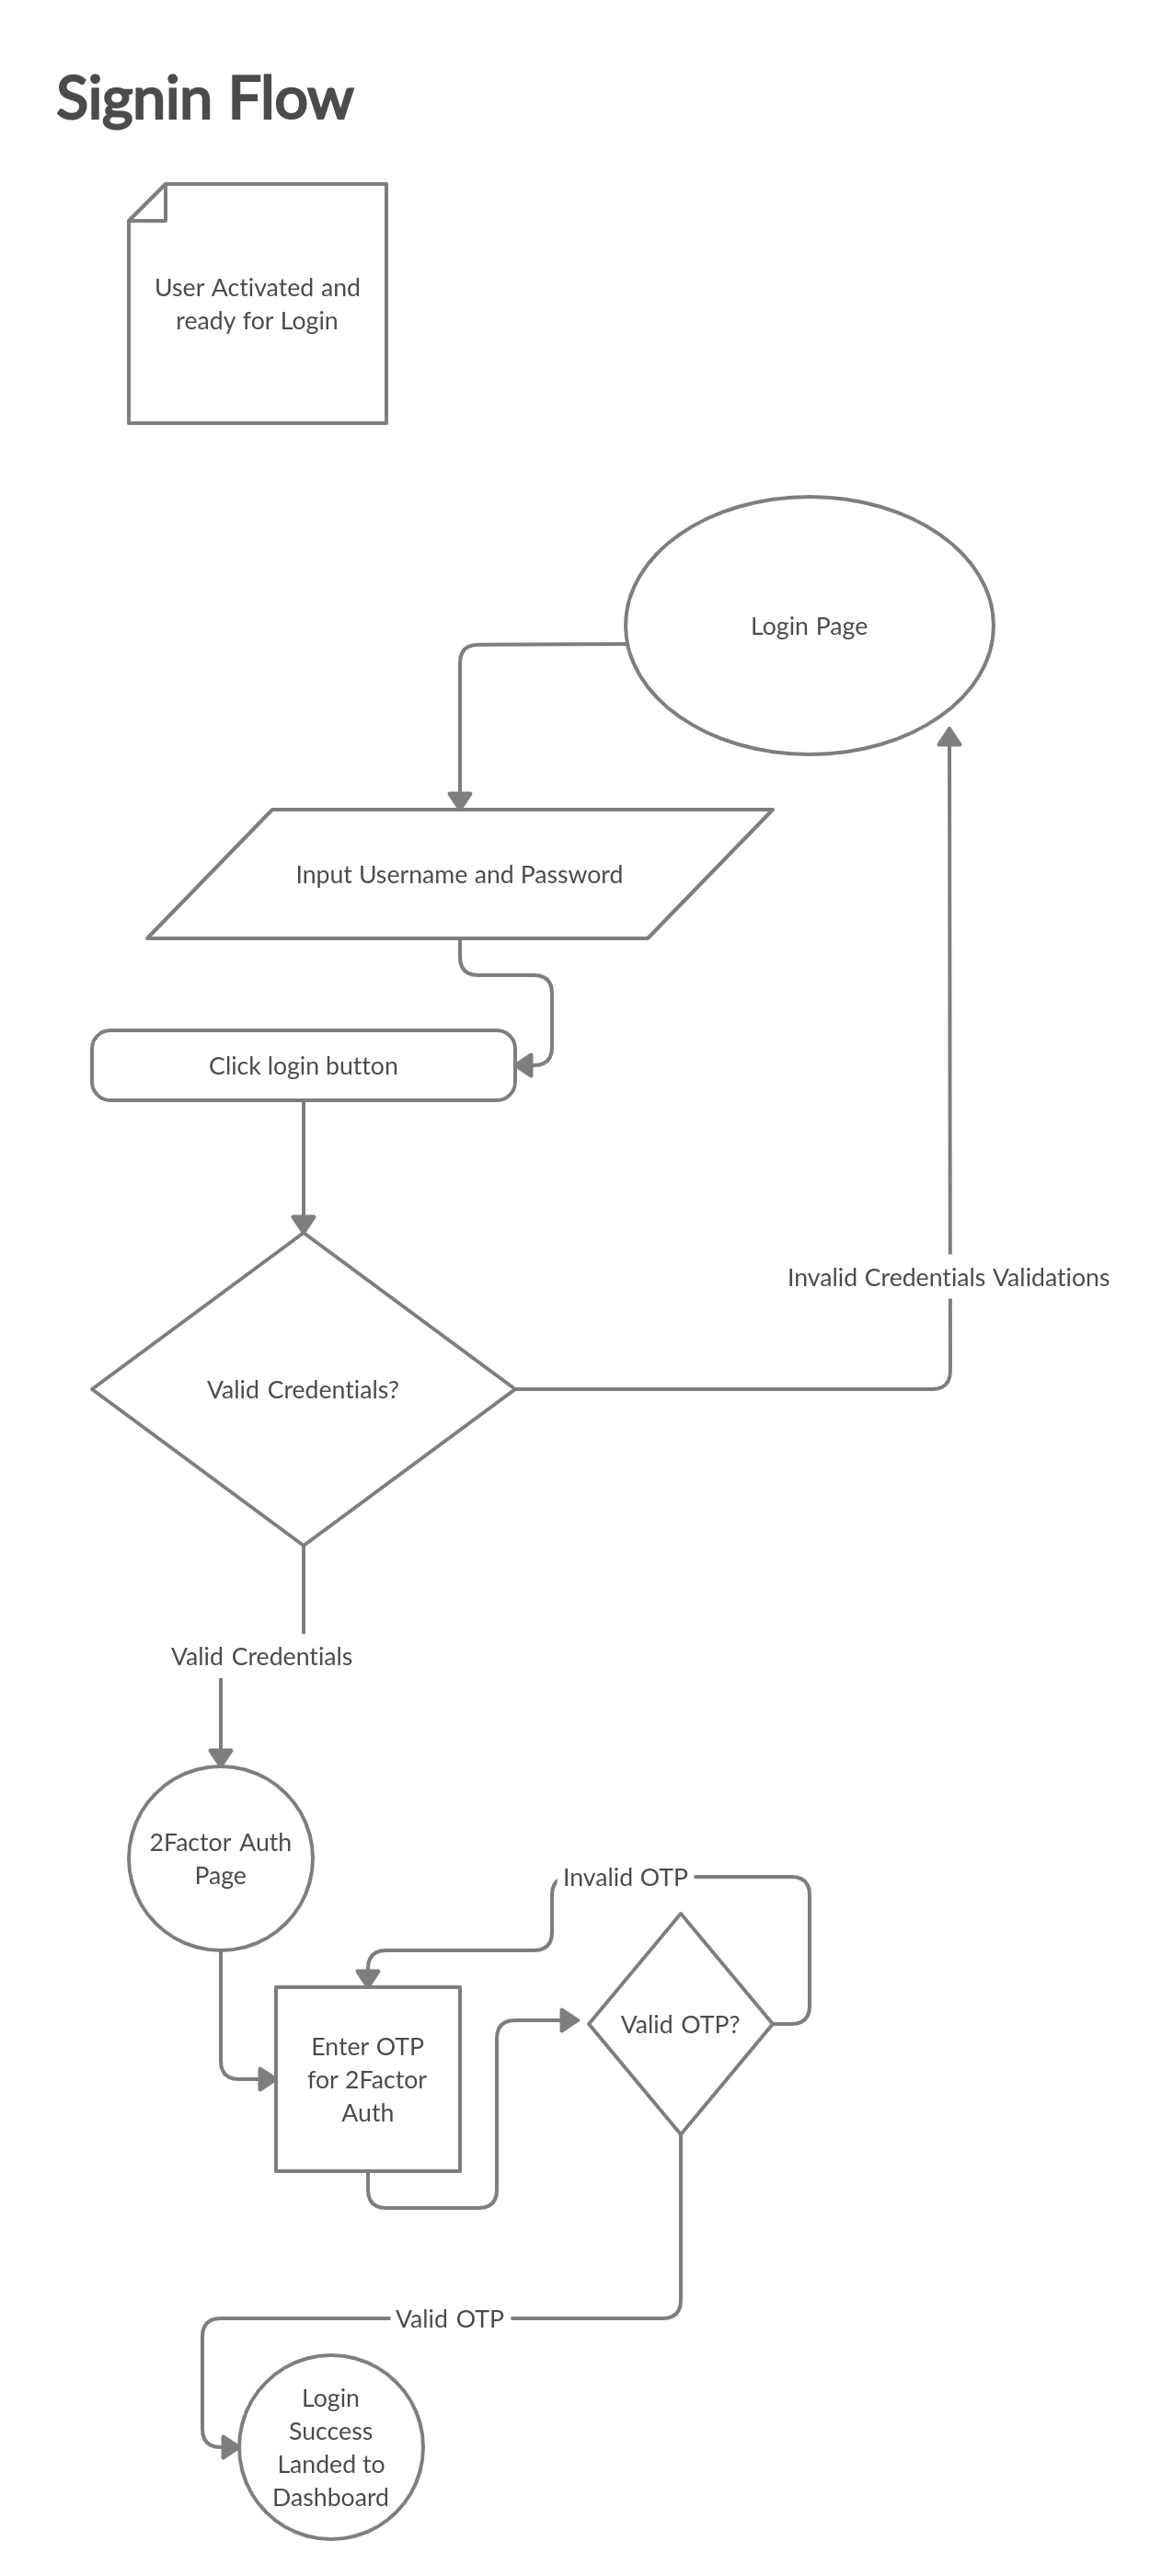 Signin Flow
User Activated and
ready for Login
Login Page
Input Username and Password
Click login button
Invalid Credentials Validations
Valid Credentials?
Valid Credentials
2Factor Auth
Page
Invalid OTP
Valid OTP?
Enter OTP
for 2Factor
Auth
Valid OTP
Login
Success
Landed to
Dashboard